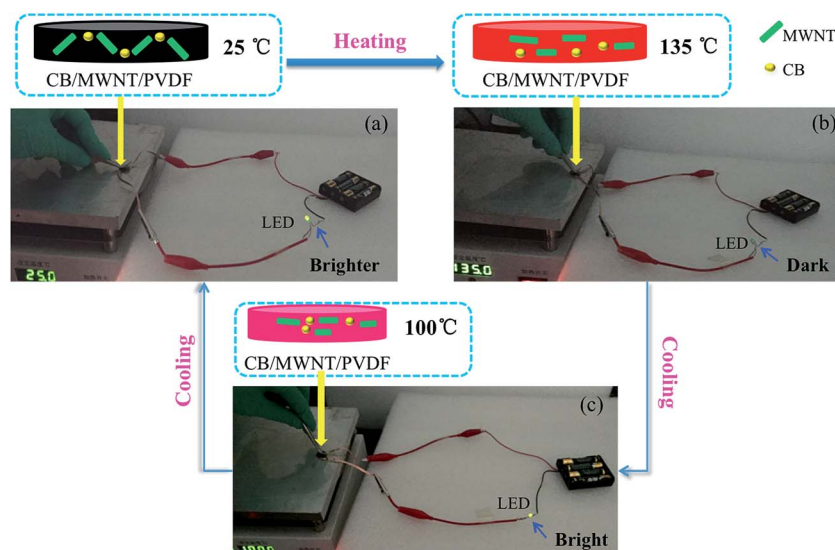 25 ℃
CB/MWNT/PVDF
Heating
135 ℃
CB/MWNT/PVDF
MWNT
CB
(a)
LED
Brighter
25.0
(b)
LED
Dark
135.0
Cooling
100℃
CB/MWNT/PVDF
Cooling
(c)
LED
Bright